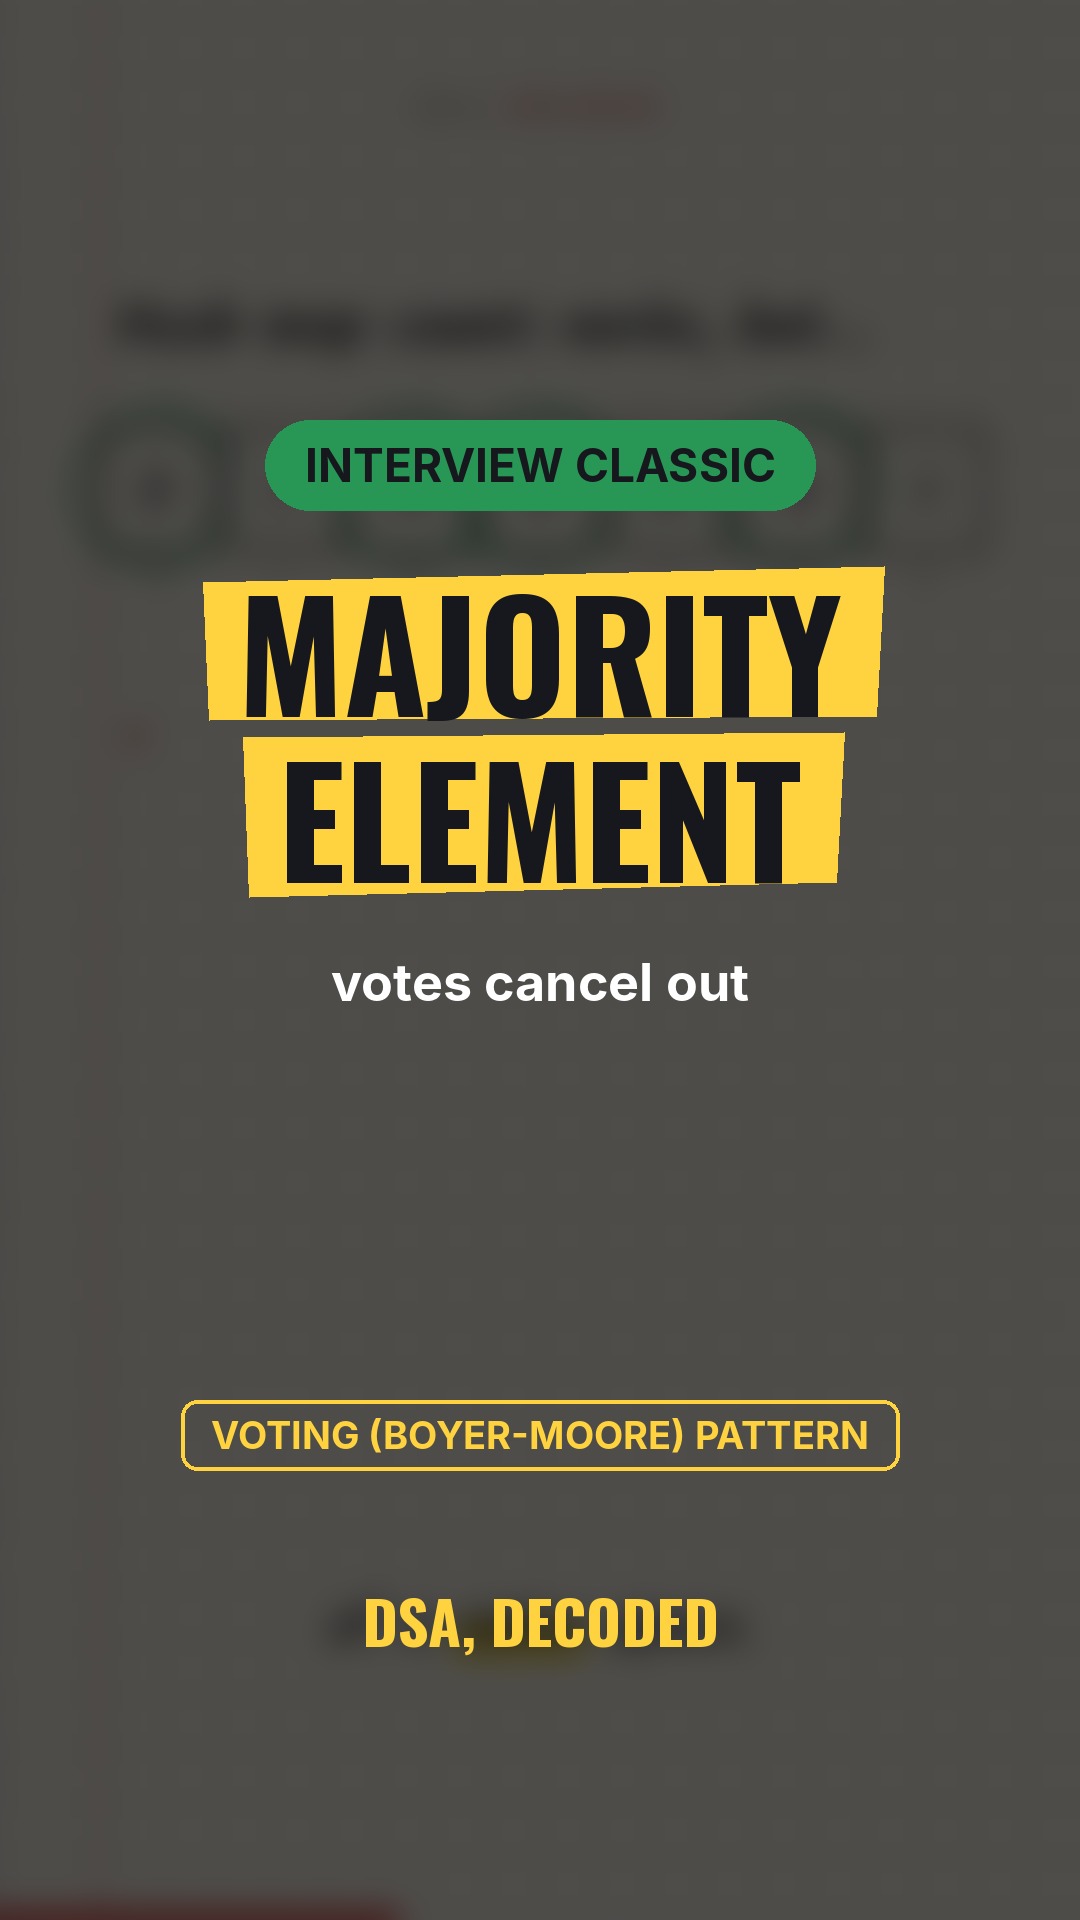 INTERVIEW CLASSIC
MAJORITY
ELEMENT
votes cancel out
VOTING (BOYER-MOORE) PATTERN
DSA, DECODED